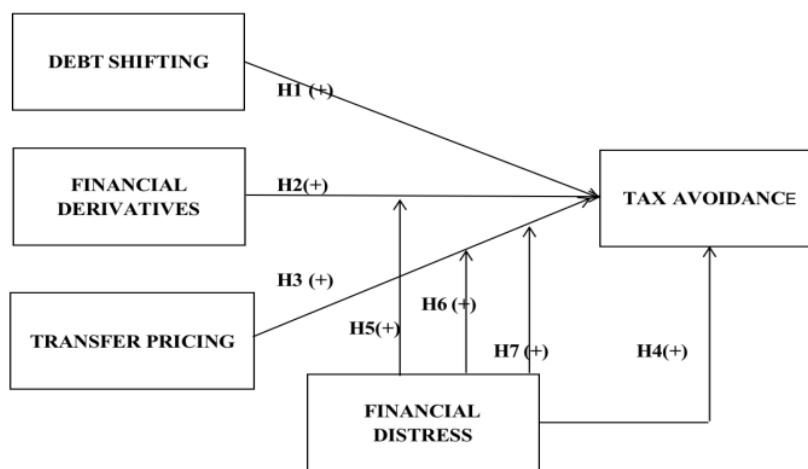 DEBT SHIFTING
H1 (+)
FINANCIAL
DERIVATIVES
H2(+)
TAX AVOIDANCE
H3 (+)
TRANSFER PRICING
H5(+)
H6 (+)
H7 (+)
H4(+)
FINANCIAL
DISTRESS